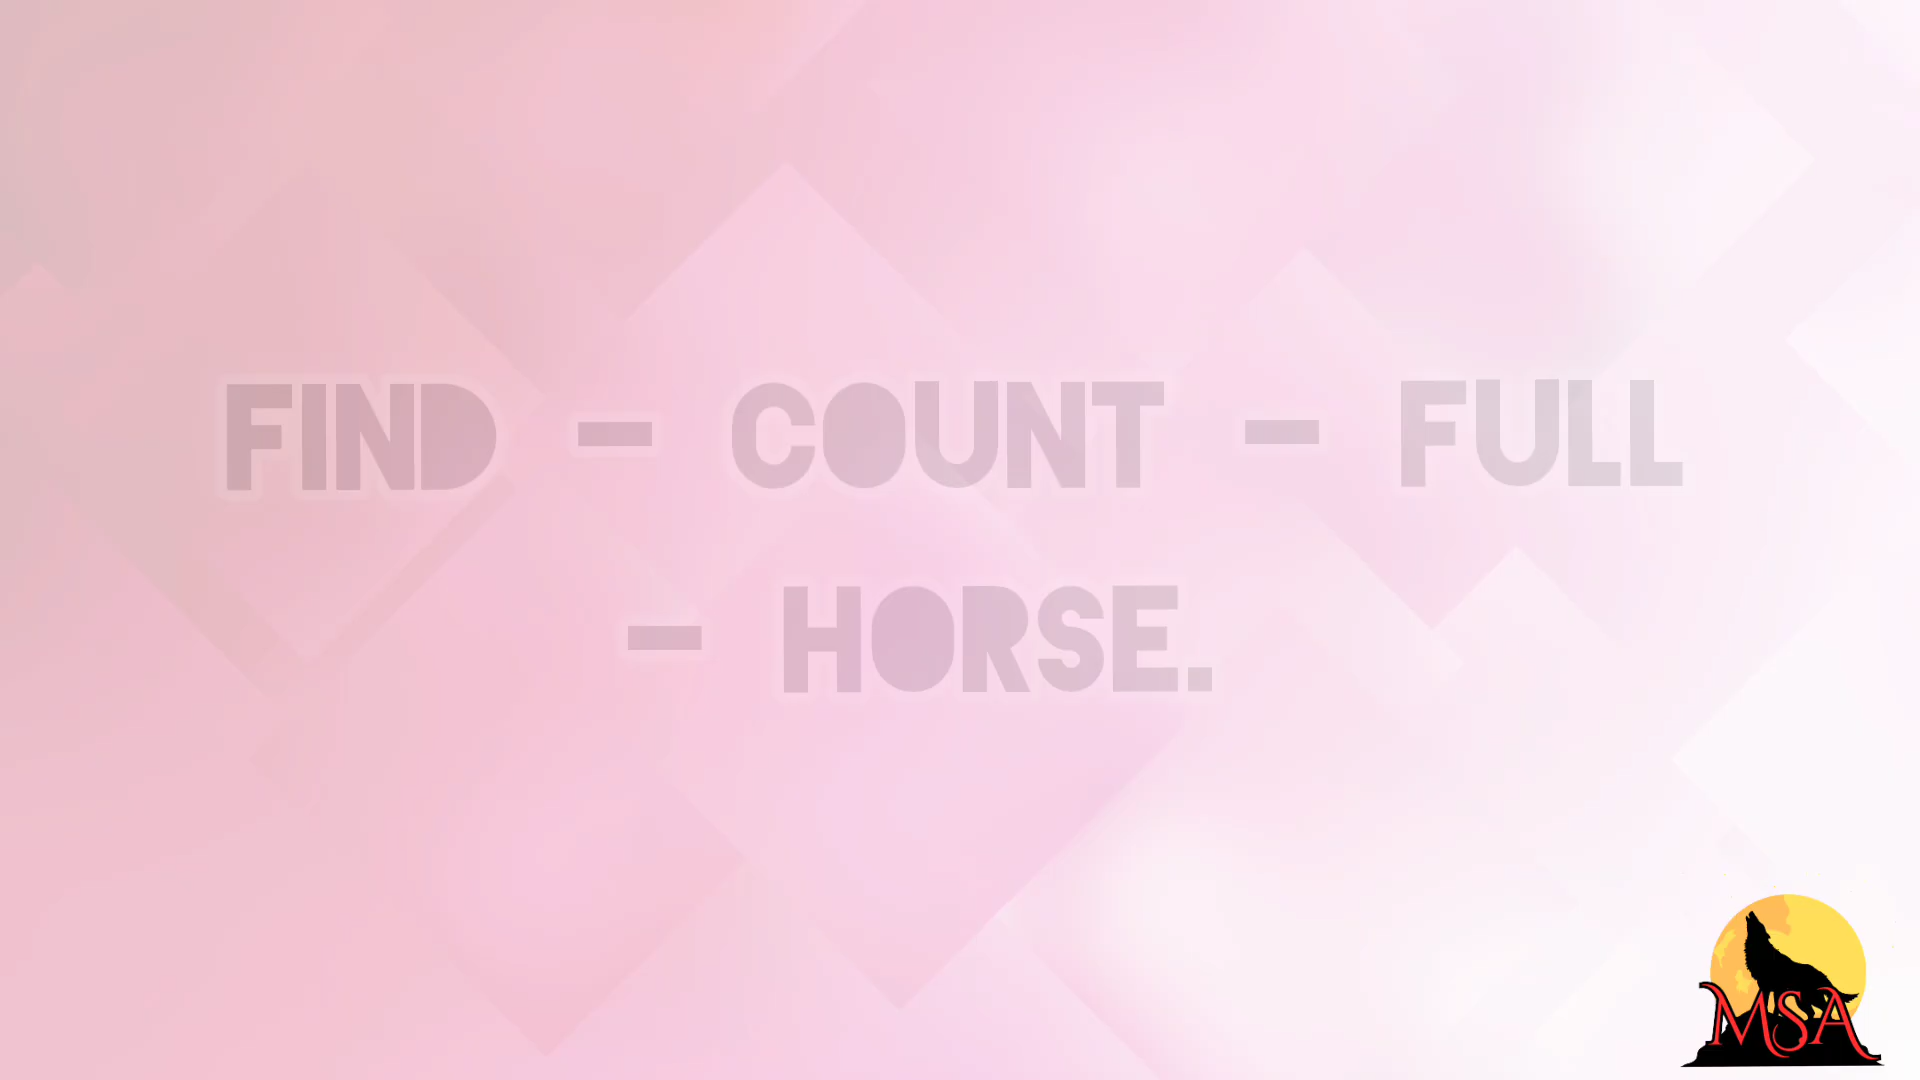 FIND - COUNT - FULL
- HORSE.
MSA